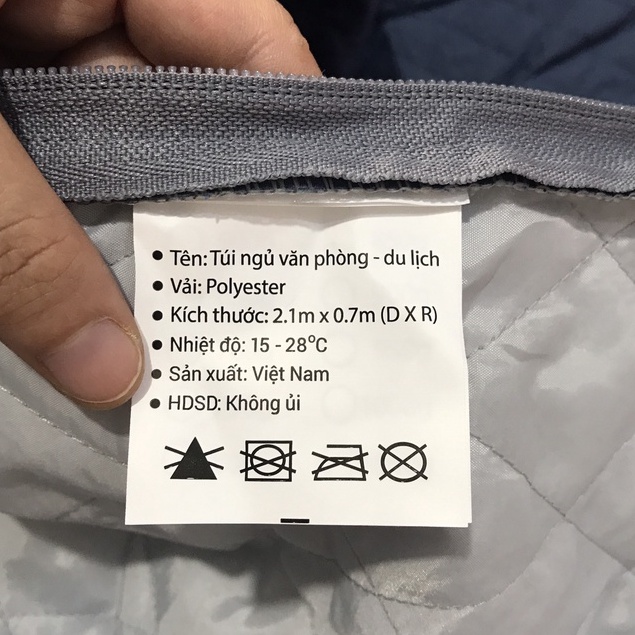 Tên: Túi ngủ văn phòng - du lịch
Vải: Polyester
Kích thước: 2.1m x 0.7m (D X R)
Nhiệt độ: 15 - 28°C
Sản xuất: Việt Nam
HDSD: Không ủi